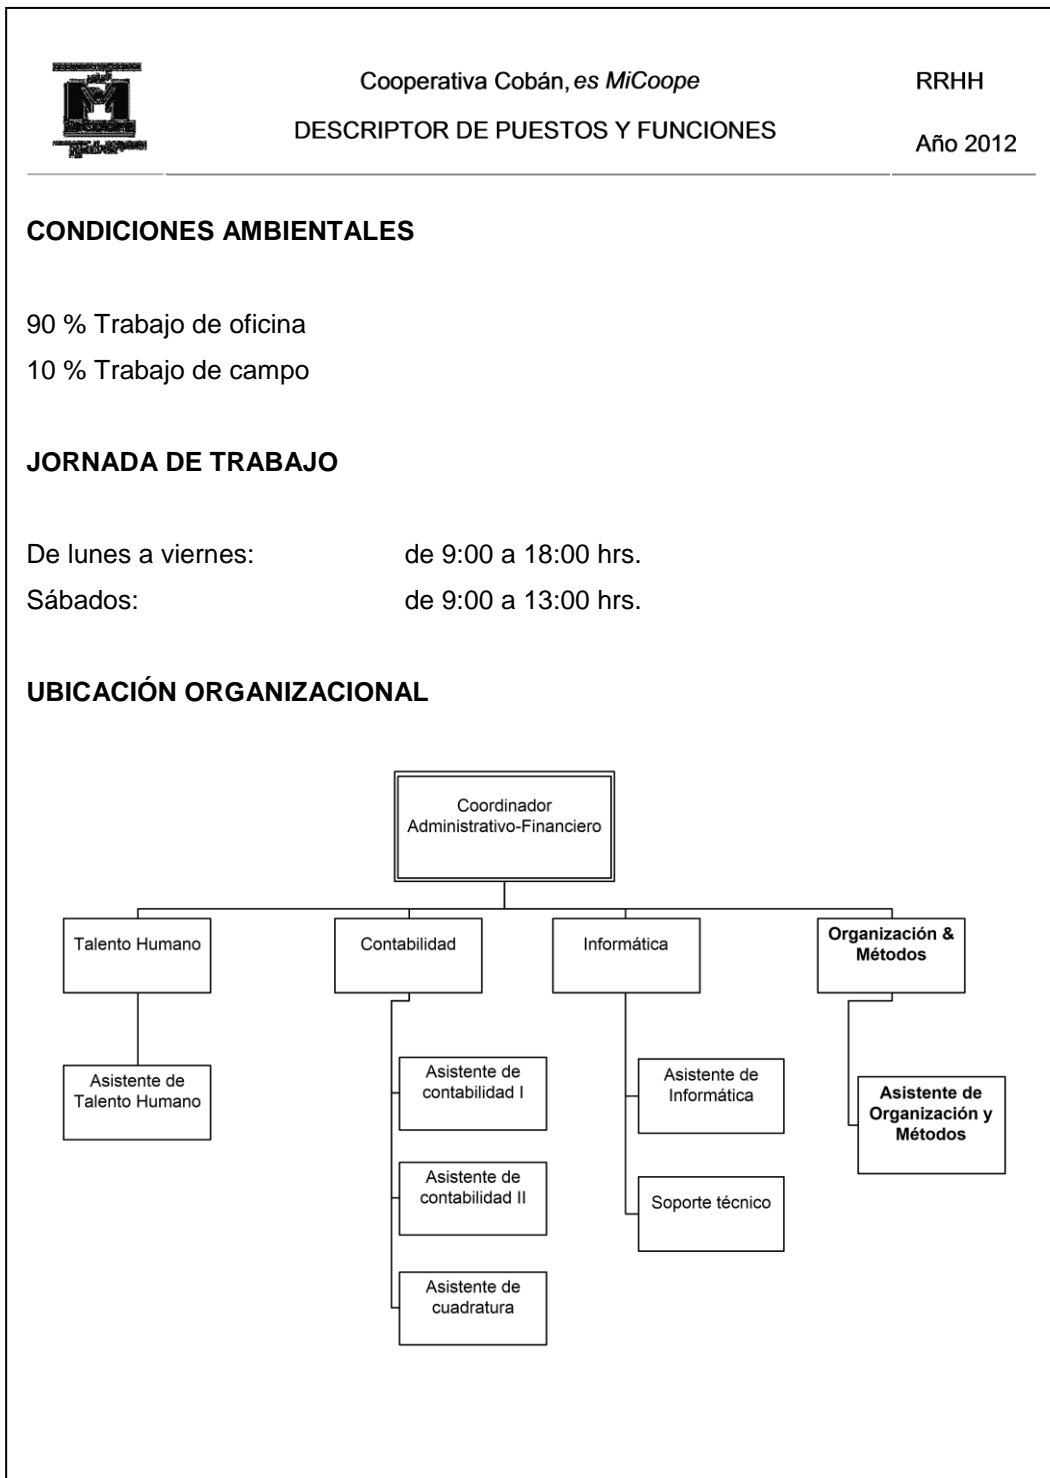 Cooperativa Cobán, es MiCoope
RRHH
DESCRIPTOR DE PUESTOS Y FUNCIONES
Año 2012
CONDICIONES AMBIENTALES
90 % Trabajo de oficina
10 % Trabajo de campo
JORNADA DE TRABAJO
De lunes a viernes: de 9:00 a 18:00 hrs.
Sábados: de 9:00 a 13:00 hrs.
UBICACIÓN ORGANIZACIONAL
Coordinador
Administrativo-Financiero
Talento Humano
Contabilidad
Informática
Organización &
Métodos
Asistente de
Talento Humano
Asistente de
contabilidad I
Asistente de
contabilidad II
Asistente de
cuadratura
Asistente de
Informática
Soporte técnico
Asistente de
Organización y
Métodos